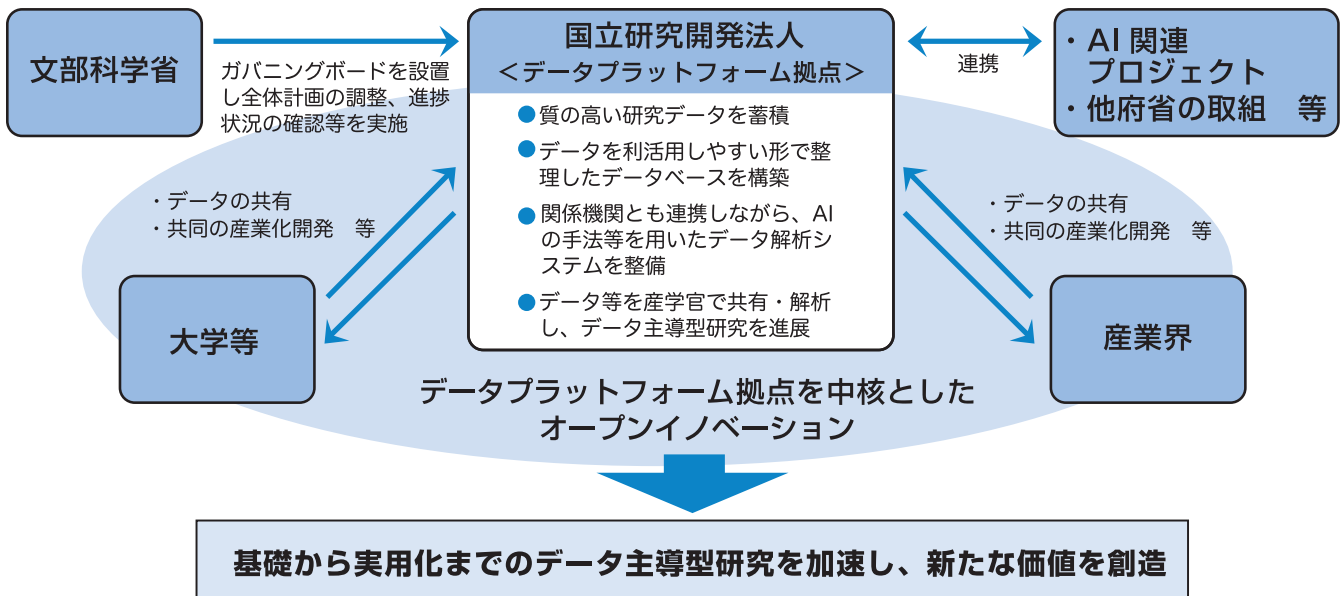 文部科学省
ガバニングボードを設置
し全体計画の調整、進捗
状況の確認等を実施
国立研究開発法人
＜データプラットフォーム拠点＞
●質の高い研究データを蓄積
●データを利活用しやすい形で整
理したデータベースを構築
●関係機関とも連携しながら、AI
の手法等を用いたデータ解析シ
ステムを整備
●データ等を産学官で共有・解析
し、データ主導型研究を進展
連携
・AI 関連
プロジェクト
・他府省の取組　等
・データの共有
・共同の産業化開発　等
・データの共有
・共同の産業化開発　等
大学等
産業界
データプラットフォーム拠点を中核とした
オープンイノベーション
基礎から実用化までのデータ主導型研究を加速し、新たな価値を創造